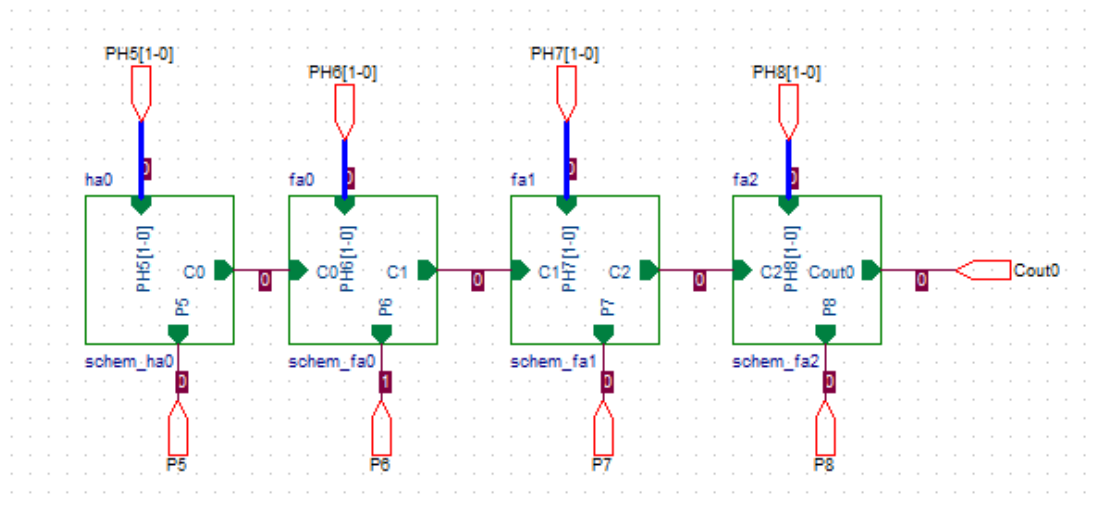 PH5[1-0]
PH6[1-0]
PH7[1-0]
PH8[1-0]
0
0
0
0
ha0
fa0
fa1
fa2
PH5[1-0]
PH6[1-0]
PH7[1-0]
PH8[1-0]
C0
0
C0
C1
0
C1
C2
0
C2
Cout0
0
Cout0
P5
P6
P7
P8
schem_ha0
schem_fa0
schem_fa1
schem_fa2
0
1
0
0
P5
P6
P7
P8